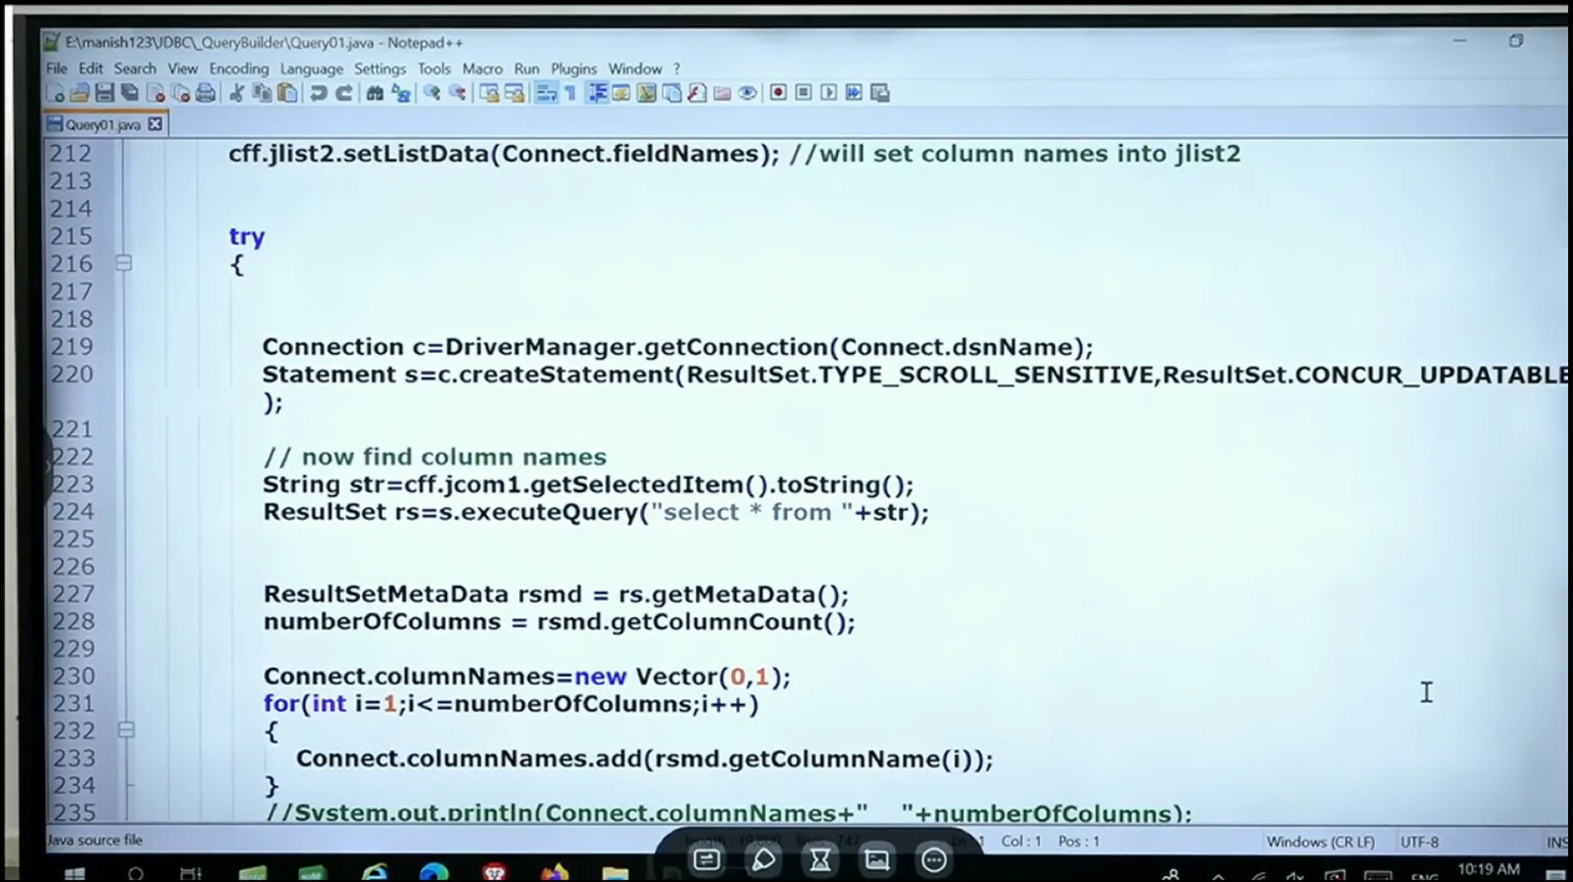 E:\manish123\JDBC\_QueryBuilder\Query01.java - Notepad++
File Edit Search View Encoding Language Settings Tools Macro Run Plugins Window ?
Query01.java
212 cff.jlist2.setListData(Connect.fieldNames); //will set column names into jlist2
213
214
215 try
216 {
217
218
219 Connection c=DriverManager.getConnection(Connect.dsnName);
220 Statement s=c.createStatement(ResultSet.TYPE_SCROLL_SENSITIVE,ResultSet.CONCUR_UPDATABLE
);
221
222 // now find column names
223 String str=cff.jcom1.getSelectedItem().toString();
224 ResultSet rs=s.executeQuery("select * from "+str);
225
226
227 ResultSetMetaData rsmd = rs.getMetaData();
228 numberOfColumns = rsmd.getColumnCount();
229
230 Connect.columnNames=new Vector(0,1);
231 for(int i=1;i<=numberOfColumns;i++)
232 {
233 Connect.columnNames.add(rsmd.getColumnName(i));
234 }
235 //System.out.println(Connect.columnNames+"    "+numberOfColumns);
Java source file Col : 1 Pos : 1 Windows (CR LF) UTF-8 INS
10:19 AM